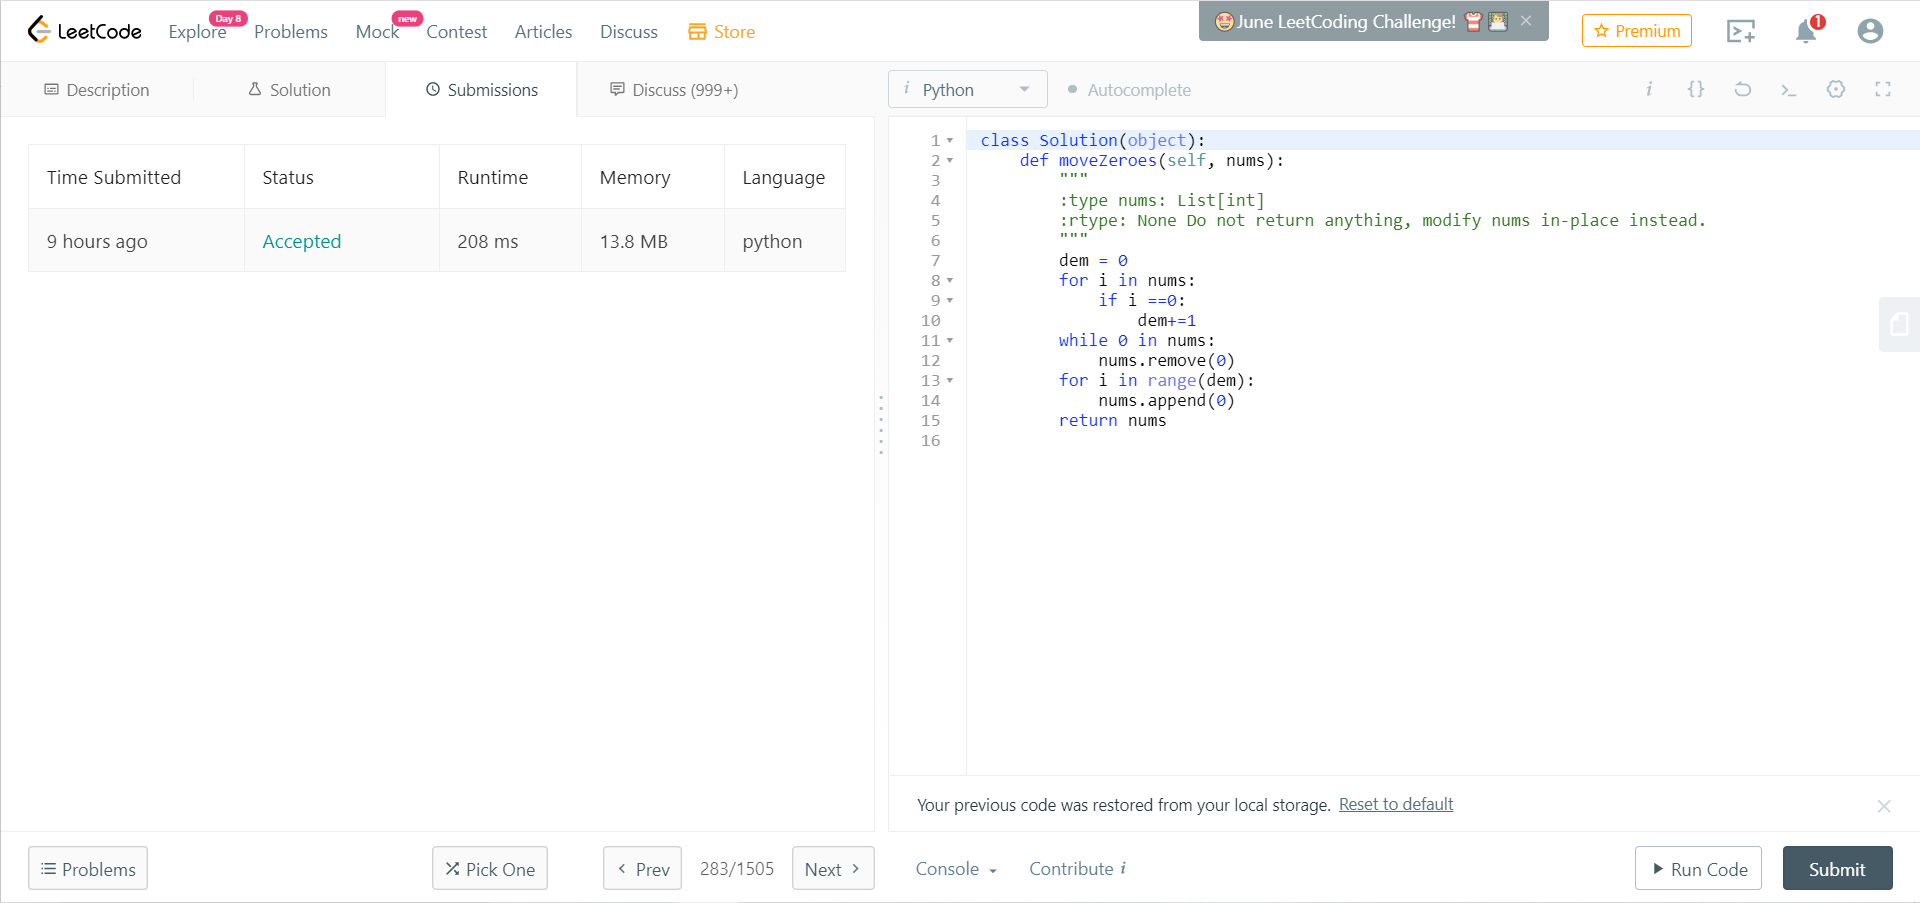 LeetCode Explore Day 8 Problems Mock new Contest Articles Discuss Store June LeetCoding Challenge! × Premium 1
Description Solution Submissions Discuss (999+) i Python Autocomplete i {}
Time Submitted Status Runtime Memory Language
9 hours ago Accepted 208 ms 13.8 MB python
1 class Solution(object):
2     def moveZeroes(self, nums):
3         """
4         :type nums: List[int]
5         :rtype: None Do not return anything, modify nums in-place instead.
6         """
7         dem = 0
8         for i in nums:
9             if i ==0:
10                 dem+=1
11         while 0 in nums:
12             nums.remove(0)
13         for i in range(dem):
14             nums.append(0)
15         return nums
16
Your previous code was restored from your local storage. Reset to default
Problems Pick One Prev 283/1505 Next Console Contribute i Run Code Submit